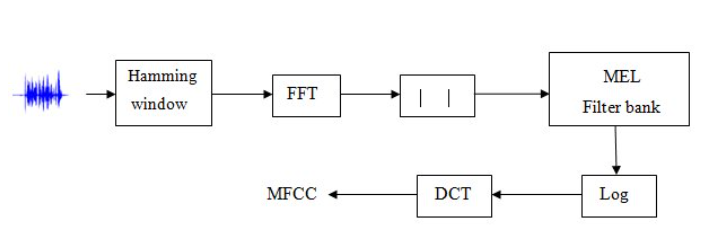 Hamming
window
FFT
| |
MEL
Filter bank
MFCC
DCT
Log